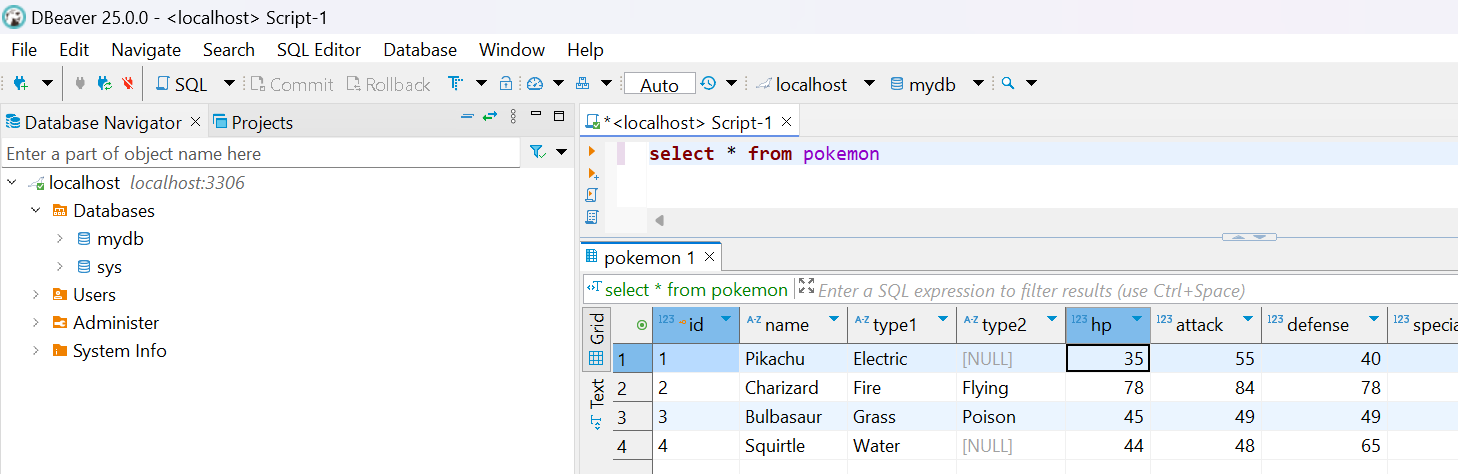 DBeaver 25.0.0 - <localhost> Script-1
File Edit Navigate Search SQL Editor Database Window Help
SQL Commit Rollback Auto localhost mydb
Database Navigator Projects
Enter a part of object name here
localhost localhost:3306
Databases
mydb
sys
Users
Administer
System Info
*<localhost> Script-1
select * from pokemon
pokemon 1
select * from pokemon Enter a SQL expression to filter results (use Ctrl+Space)
Grid
Text
123 id A-Z name A-Z type1 A-Z type2 123 hp 123 attack 123 defense 123 specia
1 1 Pikachu Electric [NULL] 35 55 40
2 2 Charizard Fire Flying 78 84 78
3 3 Bulbasaur Grass Poison 45 49 49
4 4 Squirtle Water [NULL] 44 48 65